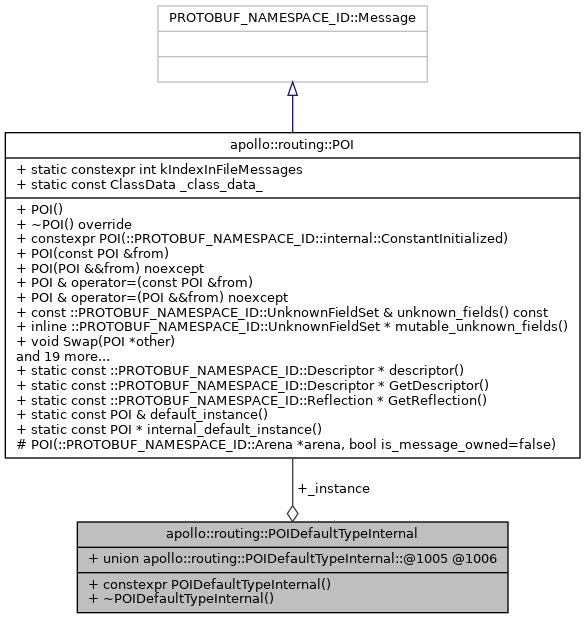 PROTOBUF_NAMESPACE_ID::Message
apollo::routing::POI
+ static constexpr int kIndexInFileMessages
+ static const ClassData _class_data_
+ POI()
+ ~POI() override
+ constexpr POI(::PROTOBUF_NAMESPACE_ID::internal::ConstantInitialized)
+ POI(const POI &from)
+ POI(POI &&from) noexcept
+ POI & operator=(const POI &from)
+ POI & operator=(POI &&from) noexcept
+ const ::PROTOBUF_NAMESPACE_ID::UnknownFieldSet & unknown_fields() const
+ inline ::PROTOBUF_NAMESPACE_ID::UnknownFieldSet * mutable_unknown_fields()
+ void Swap(POI *other)
and 19 more...
+ static const ::PROTOBUF_NAMESPACE_ID::Descriptor * descriptor()
+ static const ::PROTOBUF_NAMESPACE_ID::Descriptor * GetDescriptor()
+ static const ::PROTOBUF_NAMESPACE_ID::Reflection * GetReflection()
+ static const POI & default_instance()
+ static const POI * internal_default_instance()
# POI(::PROTOBUF_NAMESPACE_ID::Arena *arena, bool is_message_owned=false)
+_instance
apollo::routing::POIDefaultTypeInternal
+ union apollo::routing::POIDefaultTypeInternal::@1005 @1006
+ constexpr POIDefaultTypeInternal()
+ ~POIDefaultTypeInternal()